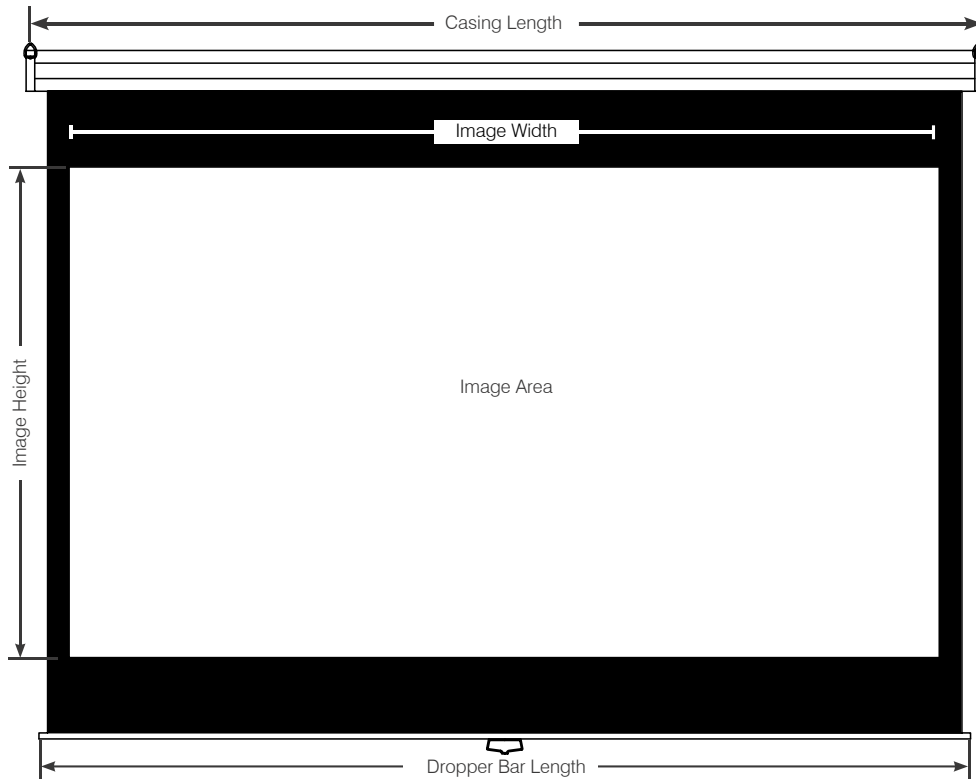 Casing Length
Image Width
Image Height
Image Area
Dropper Bar Length